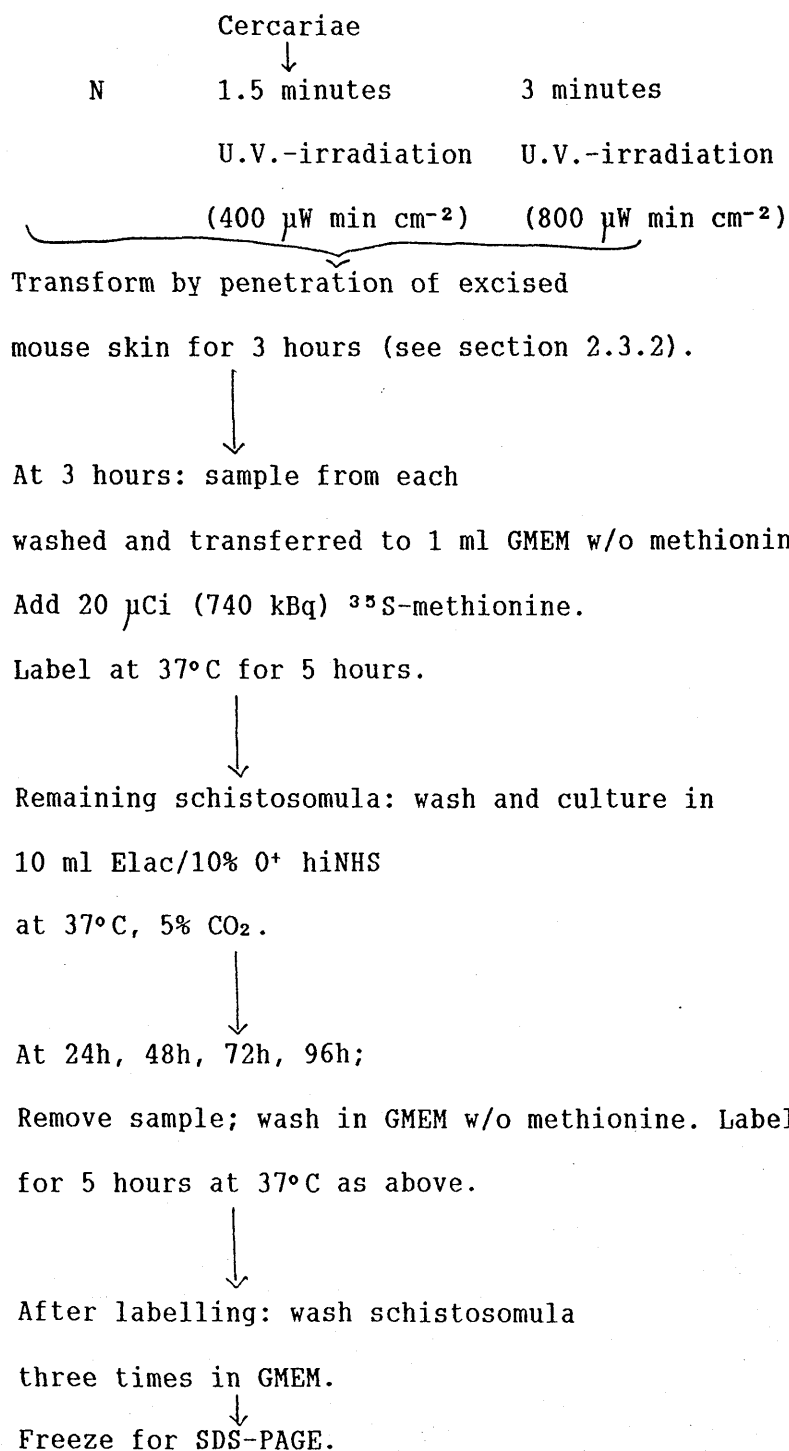 Cercariae
↓
N 1.5 minutes 3 minutes
U.V.-irradiation U.V.-irradiation
(400 µW min cm⁻²) (800 µW min cm⁻²)
Transform by penetration of excised
mouse skin for 3 hours (see section 2.3.2).
↓
At 3 hours: sample from each
washed and transferred to 1 ml GMEM w/o methionin
Add 20 µCi (740 kBq) ³⁵S-methionine.
Label at 37°C for 5 hours.
↓
Remaining schistosomula: wash and culture in
10 ml Elac/10% O⁺ hiNHS
at 37°C, 5% CO₂.
↓
At 24h, 48h, 72h, 96h;
Remove sample; wash in GMEM w/o methionine. Label
for 5 hours at 37°C as above.
↓
After labelling: wash schistosomula
three times in GMEM.
↓
Freeze for SDS-PAGE.